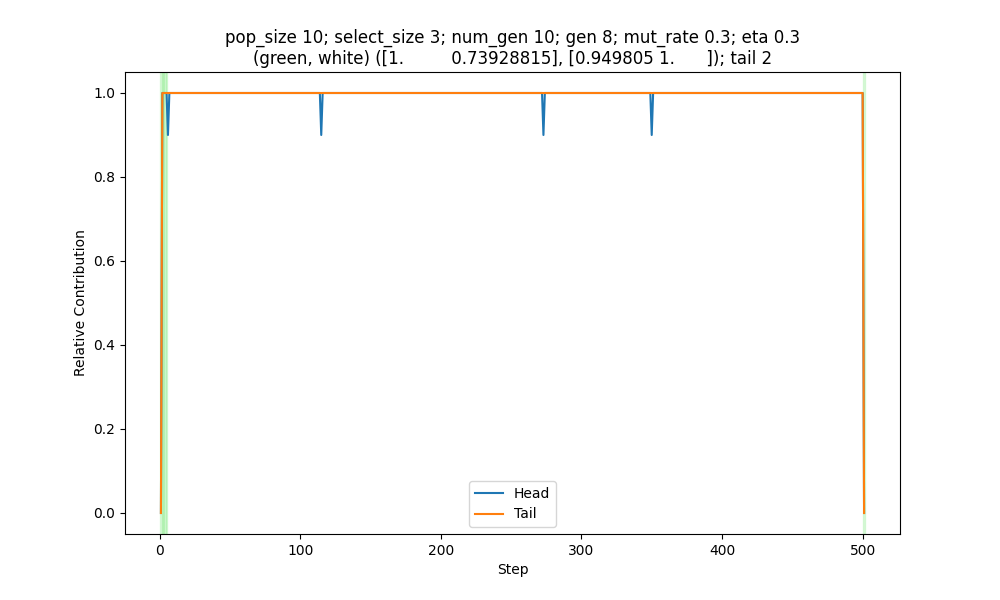 pop_size 10; select_size 3; num_gen 10; gen 8; mut_rate 0.3; eta 0.3
(green, white) ([1.         0.73928815], [0.949805 1.      ]); tail 2
1.0
0.8
0.6
0.4
0.2
0.0
Relative Contribution
Head
Tail
0
100
200
300
400
500
Step